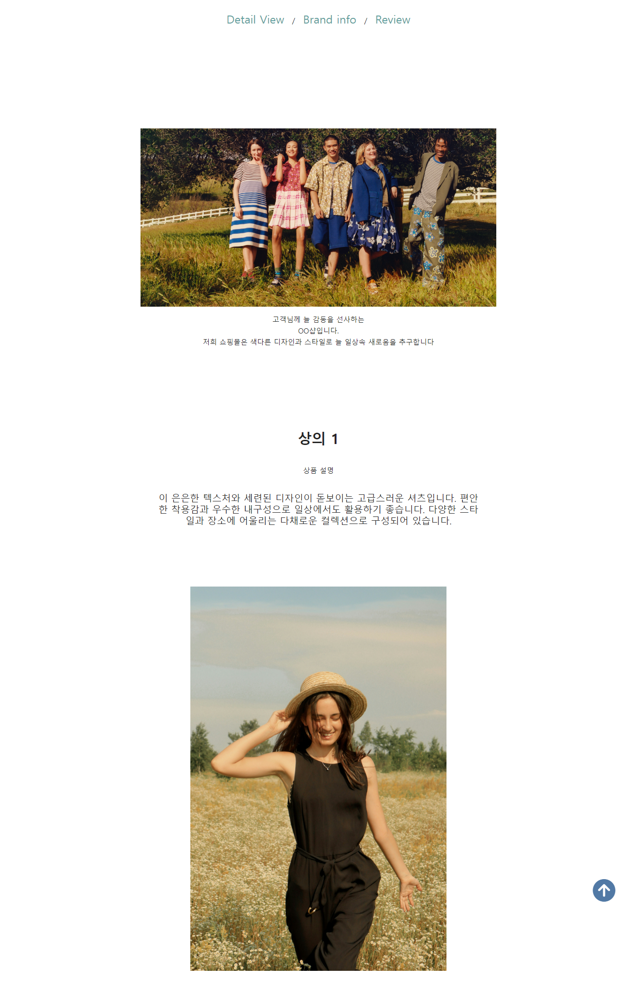 Detail View / Brand info / Review
고객님께 늘 감동을 선사하는
OO샵입니다.
저희 쇼핑몰은 색다른 디자인과 스타일로 늘 일상속 새로움을 추구합니다
상의 1
상품 설명
이 은은한 텍스처와 세련된 디자인이 돋보이는 고급스러운 셔츠입니다. 편안
한 착용감과 우수한 내구성으로 일상에서도 활용하기 좋습니다. 다양한 스타
일과 장소에 어울리는 다채로운 컬렉션으로 구성되어 있습니다.